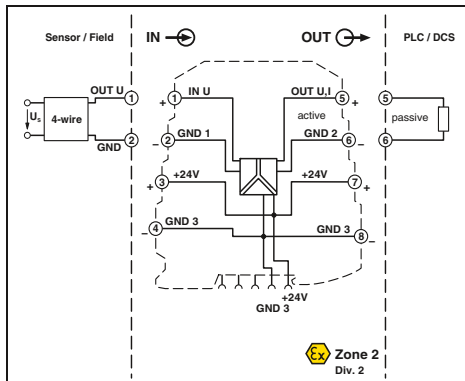 Sensor / Field
IN
OUT
PLC / DCS
OUT U
1
+
1
IN U
OUT U,I
5
+
5
Us
4-wire
active
passive
GND
2
−
2
GND 1
GND 2
6
−
6
+
3
+24V
+24V
7
+
−
4
GND 3
GND 3
8
−
+24V
GND 3
Ex
Zone 2
Div. 2